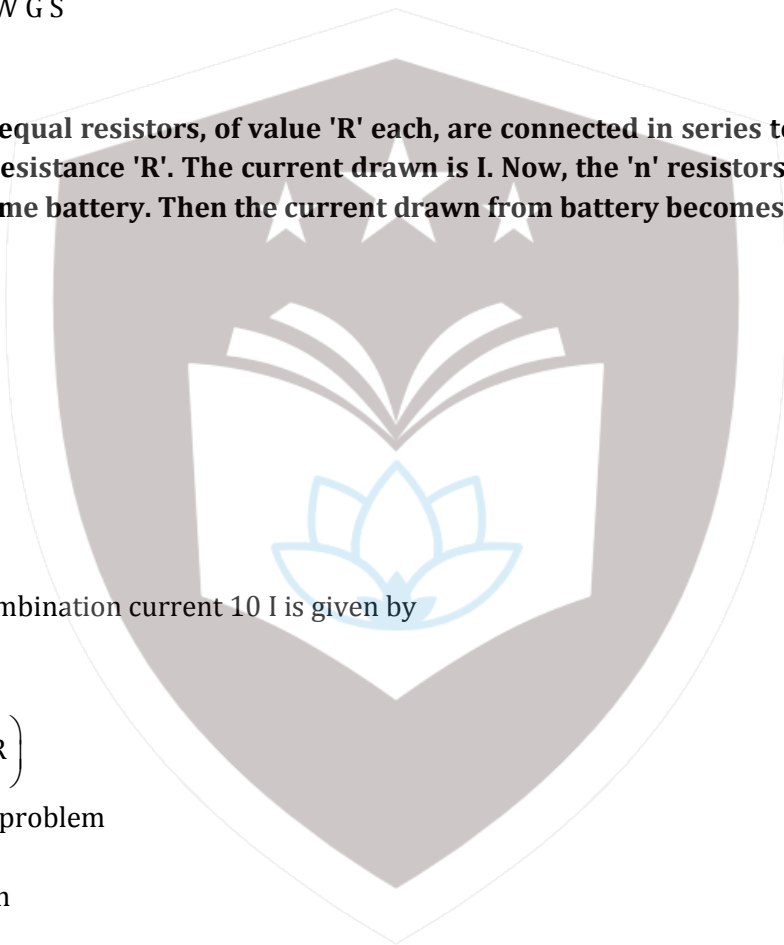 W G S
equal resistors, of value 'R' each, are connected in series t
esistance 'R'. The current drawn is I. Now, the 'n' resistors
me battery. Then the current drawn from battery becomes
mbination current 10 I is given by
R )
problem
n